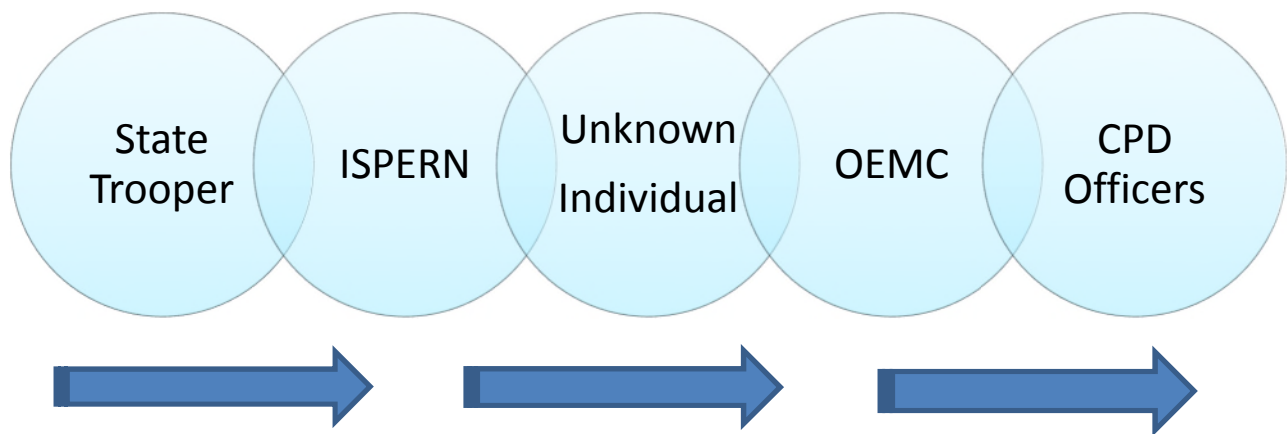 State
Trooper
ISPERN
Unknown
Individual
OEMC
CPD
Officers